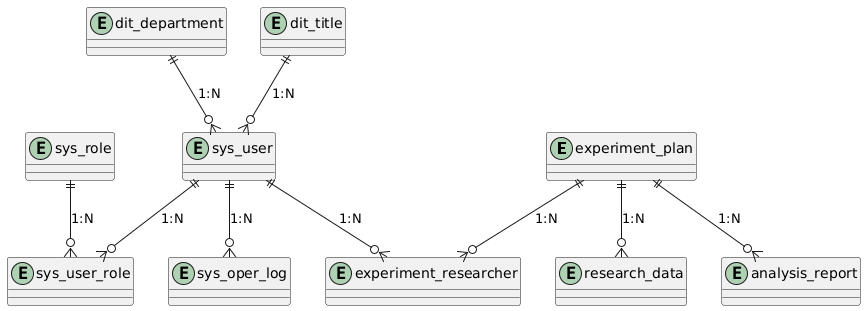 E dit_department
E dit_title
1:N
1:N
E sys_role
E sys_user
E experiment_plan
1:N
1:N
1:N
1:N
1:N
1:N
1:N
E sys_user_role
E sys_oper_log
E experiment_researcher
E research_data
E analysis_report